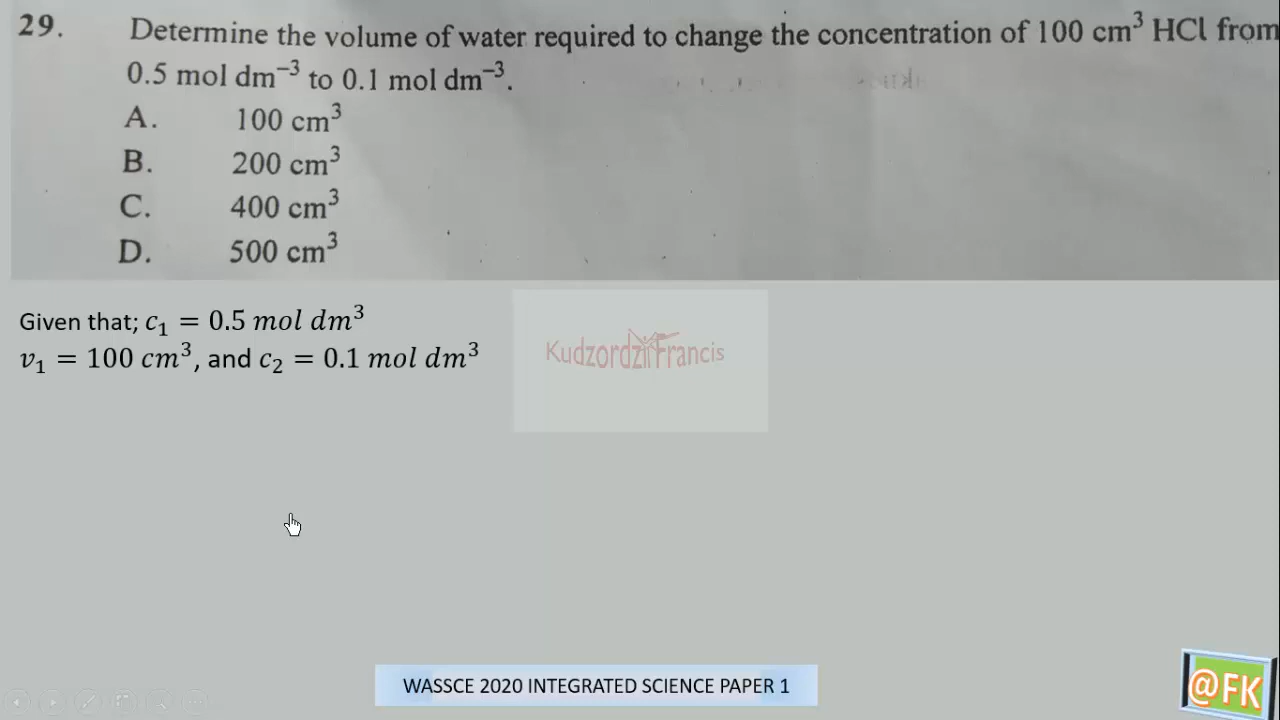 29. Determine the volume of water required to change the concentration of 100 cm³ HCl from
0.5 mol dm⁻³ to 0.1 mol dm⁻³.
A. 100 cm³
B. 200 cm³
C. 400 cm³
D. 500 cm³
Given that; c₁ = 0.5 mol dm³
v₁ = 100 cm³, and c₂ = 0.1 mol dm³
Kudzordzi Francis
WASSCE 2020 INTEGRATED SCIENCE PAPER 1
@FK